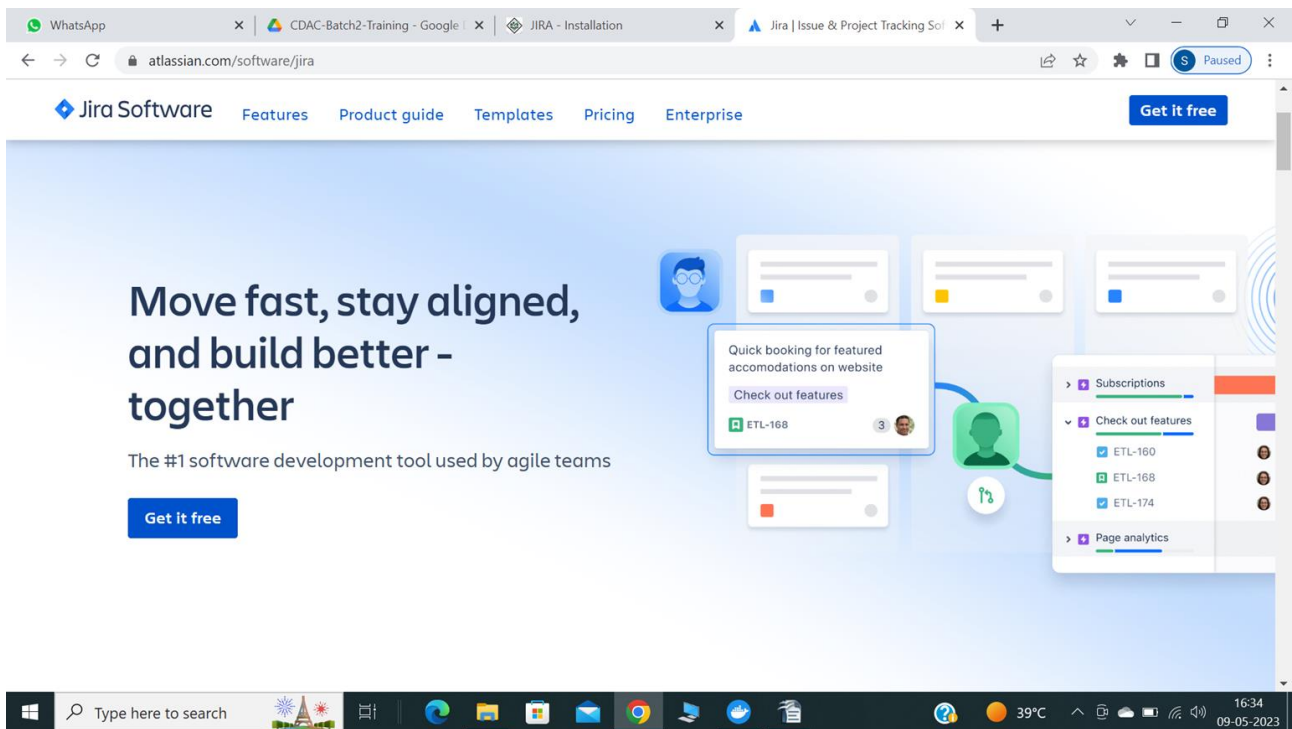 WhatsApp
CDAC-Batch2-Training - Google
JIRA - Installation
Jira | Issue & Project Tracking Sof
atlassian.com/software/jira
S Paused
Jira Software
Features Product guide Templates Pricing Enterprise
Get it free
Move fast, stay aligned,
and build better -
together
The #1 software development tool used by agile teams
Get it free
Quick booking for featured
accomodations on website
Check out features
ETL-168 3
Subscriptions
Check out features
ETL-160
ETL-168
ETL-174
Page analytics
Type here to search
39°C
16:34
09-05-2023